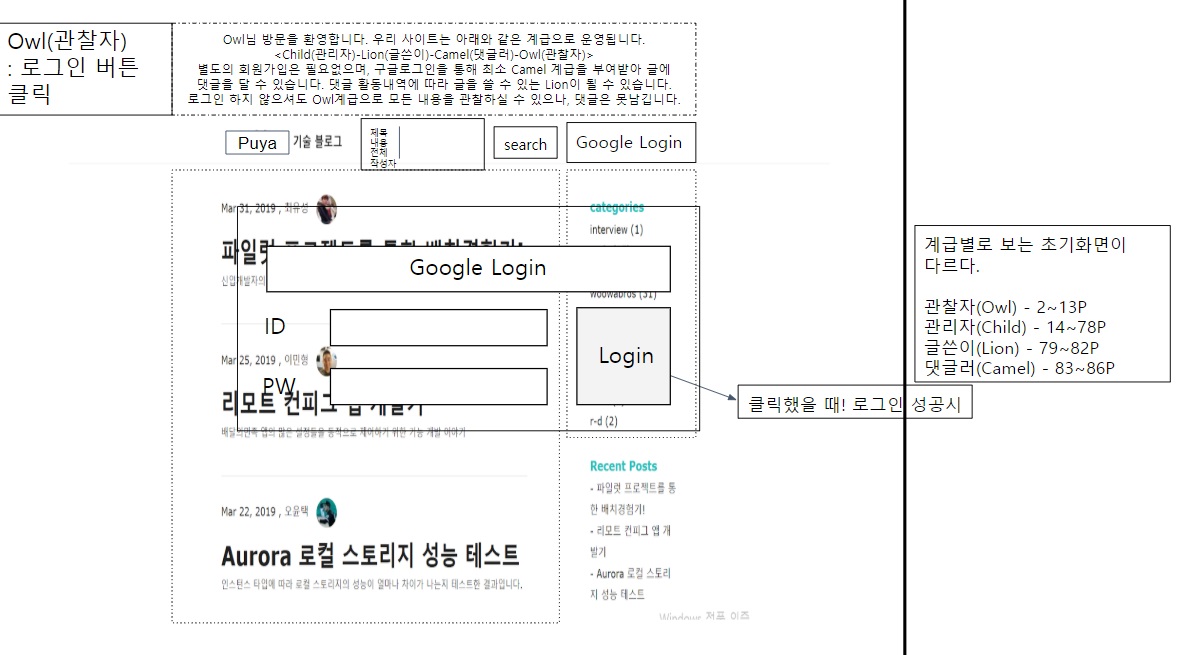 Owl(관찰자)
: 로그인 버튼
클릭
Owl님 방문을 환영합니다. 우리 사이트는 아래와 같은 계급으로 운영됩니다.
<Child(관리자)-Lion(글쓴이)-Camel(댓글러)-Owl(관찰자)>
별도의 회원가입은 필요없으며, 구글로그인을 통해 최소 Camel 계급을 부여받아 글에
댓글을 달 수 있습니다. 댓글 활동내역에 따라 글을 쓸 수 있는 Lion이 될 수 있습니다.
로그인 하지 않으셔도 Owl계급으로 모든 내용을 관찰하실 수 있으나, 댓글은 못남깁니다.
Puya 기술 블로그
제목
내용
전체
작성자
search
Google Login
Mar 31, 2019 , 최유성
파일럿 프로젝트를 통한 배치경험기!
신입개발자의
categories
interview (1)
woowabros (31)
r-d (2)
Google Login
ID
PW
Login
Mar 25, 2019 , 이민형
리모트 컨피그 앱 개발기
배달의민족 앱의 많은 설정들을 동적으로 제어하기 위한 기능 개발 이야기
Mar 22, 2019 , 오윤택
Aurora 로컬 스토리지 성능 테스트
인스턴스 타입에 따라 로컬 스토리지의 성능이 얼마나 차이가 나는지 테스트한 결과입니다.
Recent Posts
- 파일럿 프로젝트를 통
한 배치경험기!
- 리모트 컨피그 앱 개
발기
- Aurora 로컬 스토리
지 성능 테스트
Windows 정품 인증
클릭했을 때! 로그인 성공시
계급별로 보는 초기화면이
다르다.
관찰자(Owl) - 2~13P
관리자(Child) - 14~78P
글쓴이(Lion) - 79~82P
댓글러(Camel) - 83~86P